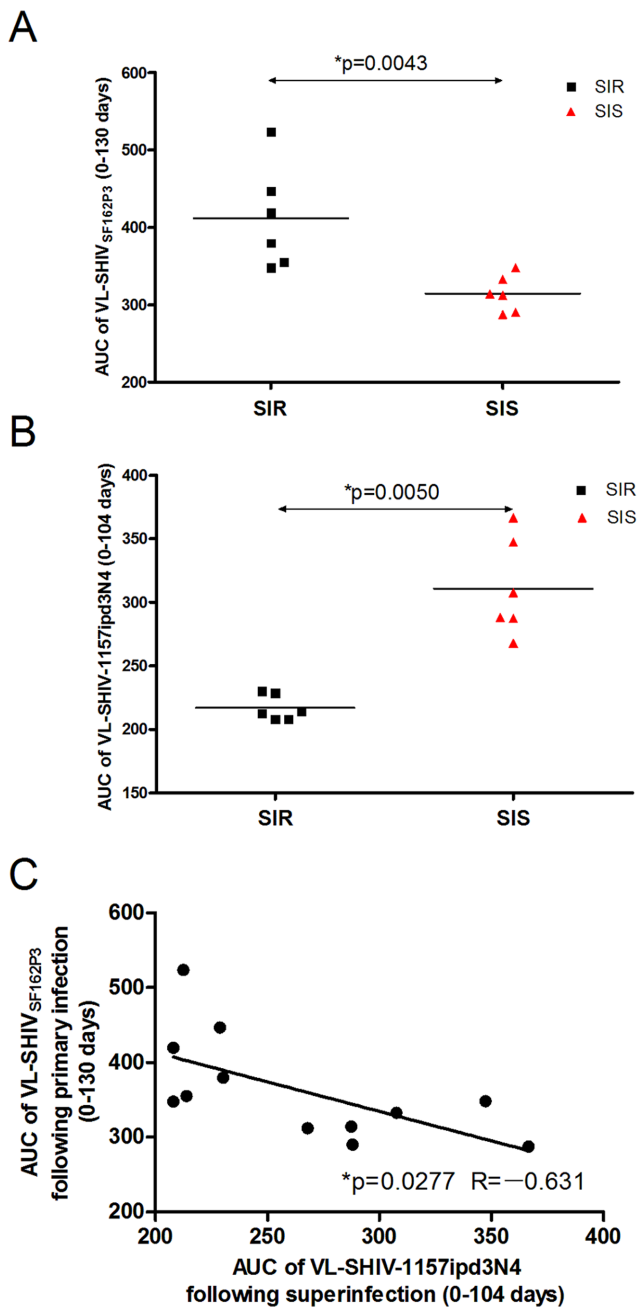 A
*p=0.0043
SIR
SIS
AUC of VL-SHIVSF162P3 (0-130 days)
600
500
400
300
200
SIR SIS
B
*p=0.0050
SIR
SIS
AUC of VL-SHIV-1157ipd3N4 (0-104 days)
400
350
300
250
200
150
SIR SIS
C
AUC of VL-SHIVSF162P3
following primary infection
(0-130 days)
600
500
400
300
200
*p=0.0277 R=－0.631
200 250 300 350 400
AUC of VL-SHIV-1157ipd3N4
following superinfection (0-104 days)